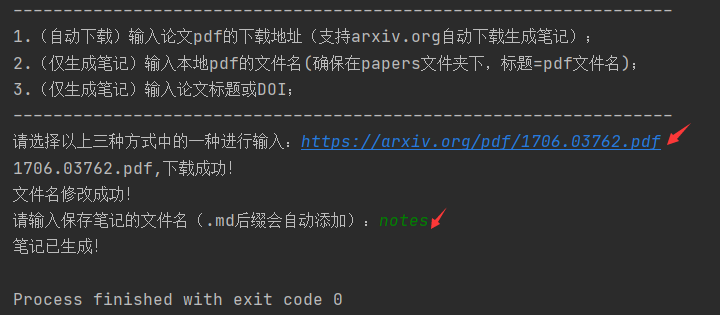 ------------------------------------------------------------------
1.（自动下载）输入论文pdf的下载地址（支持arxiv.org自动下载生成笔记）;
2.（仅生成笔记）输入本地pdf的文件名(确保在papers文件夹下，标题=pdf文件名);
3.（仅生成笔记）输入论文标题或DOI;
------------------------------------------------------------------
请选择以上三种方式中的一种进行输入：https://arxiv.org/pdf/1706.03762.pdf
1706.03762.pdf,下载成功!
文件名修改成功!
请输入保存笔记的文件名（.md后缀会自动添加）：notes
笔记已生成!
Process finished with exit code 0